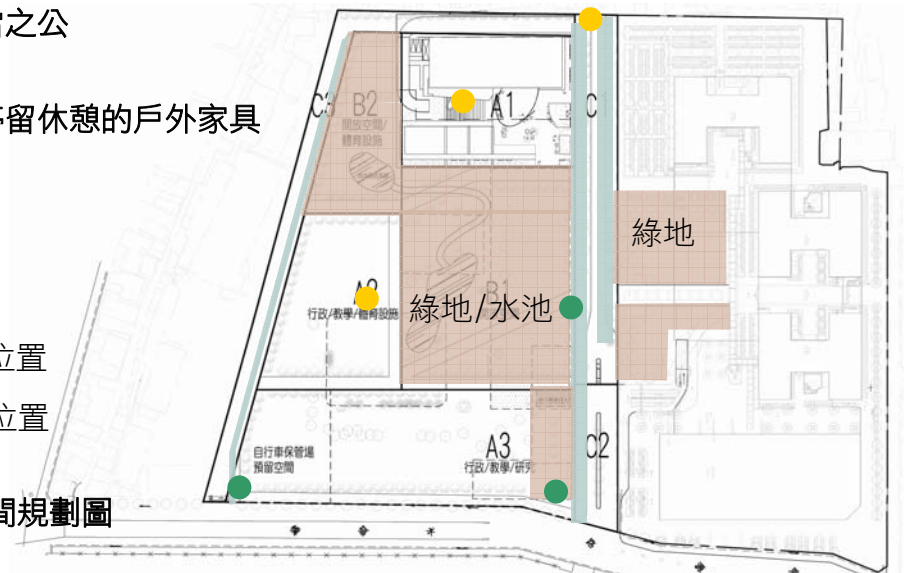 當之公
停留休憩的戶外家具
C3
B2
開放空間/
體育設施
A1
C1
綠地
A2
行政/教學/體育設施
B1
綠地/水池
位置
位置
自行車保管場
預留空間
A3
行政/教學/研究
C2
間規劃圖